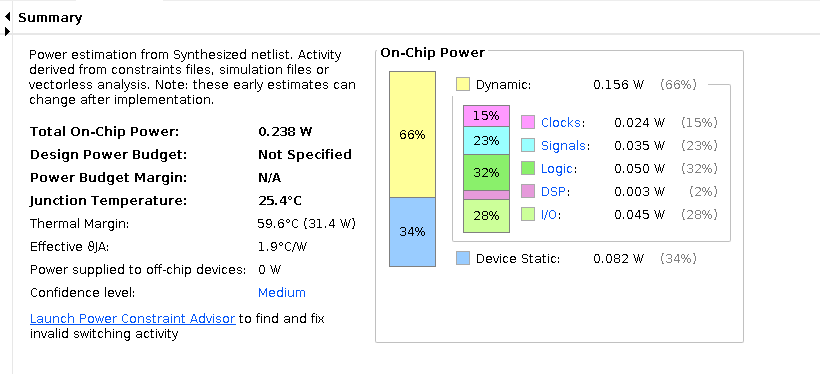 Summary
Power estimation from Synthesized netlist. Activity
derived from constraints files, simulation files or
vectorless analysis. Note: these early estimates can
change after implementation.
Total On-Chip Power: 0.238 W
Design Power Budget: Not Specified
Power Budget Margin: N/A
Junction Temperature: 25.4°C
Thermal Margin: 59.6°C (31.4 W)
Effective ϑJA: 1.9°C/W
Power supplied to off-chip devices: 0 W
Confidence level: Medium
Launch Power Constraint Advisor to find and fix
invalid switching activity
On-Chip Power
66%
34%
Dynamic: 0.156 W (66%)
15%
23%
32%
28%
Clocks: 0.024 W (15%)
Signals: 0.035 W (23%)
Logic: 0.050 W (32%)
DSP: 0.003 W (2%)
I/O: 0.045 W (28%)
Device Static: 0.082 W (34%)